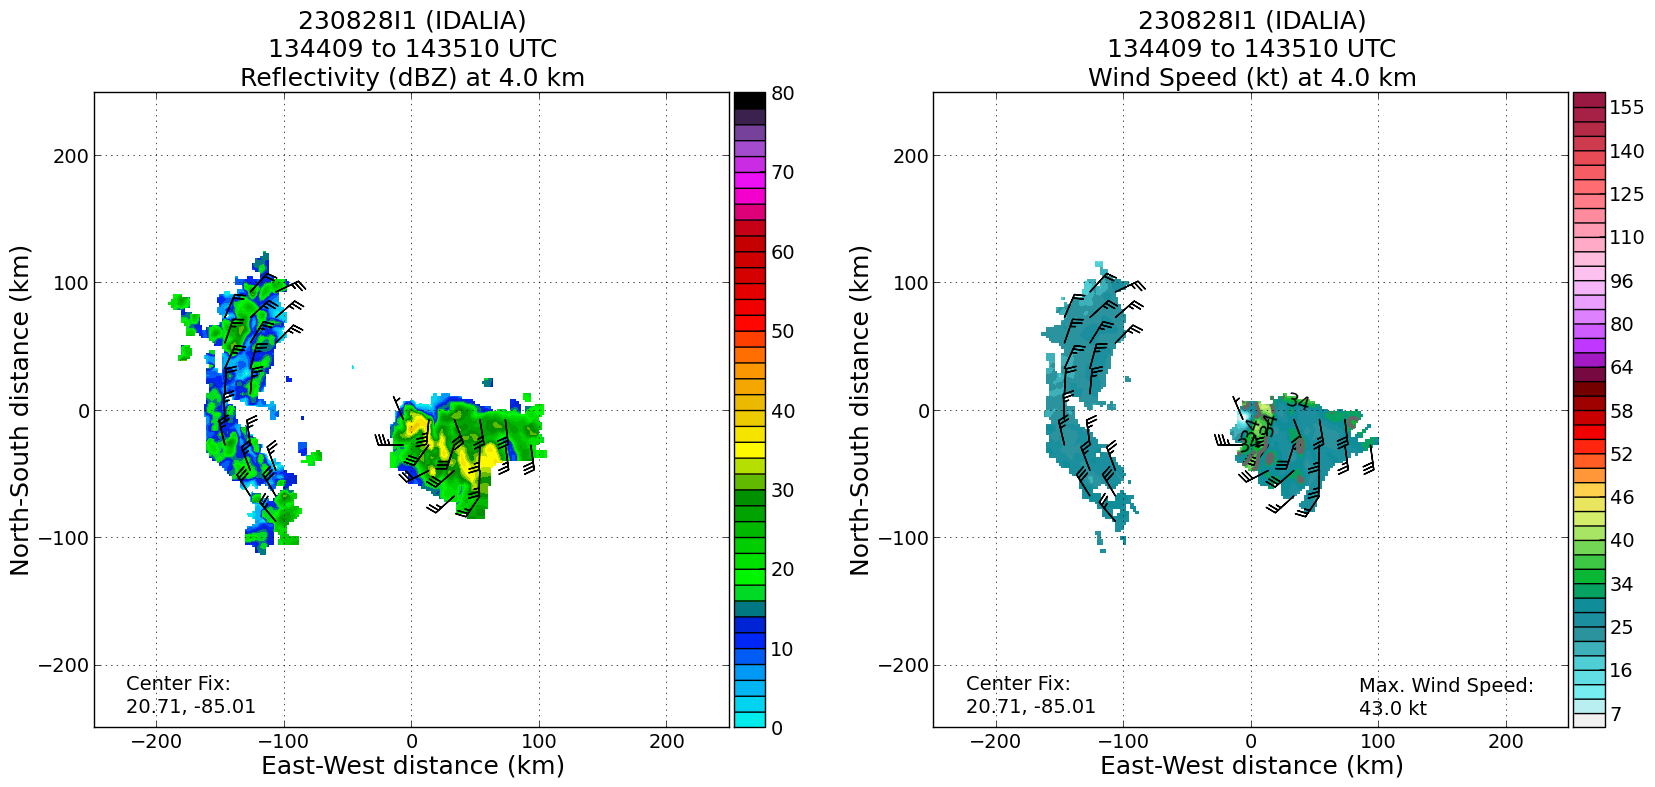 230828I1 (IDALIA)
134409 to 143510 UTC
Reflectivity (dBZ) at 4.0 km
North-South distance (km)
200
100
0
−100
−200
Center Fix:
20.71, -85.01
−200 −100 0 100 200
East-West distance (km)
80
70
60
50
40
30
20
10
0
230828I1 (IDALIA)
134409 to 143510 UTC
Wind Speed (kt) at 4.0 km
North-South distance (km)
200
100
0
−100
−200
34
34
34
Center Fix:
20.71, -85.01
Max. Wind Speed:
43.0 kt
−200 −100 0 100 200
East-West distance (km)
155
140
125
110
96
80
64
58
52
46
40
34
25
16
7